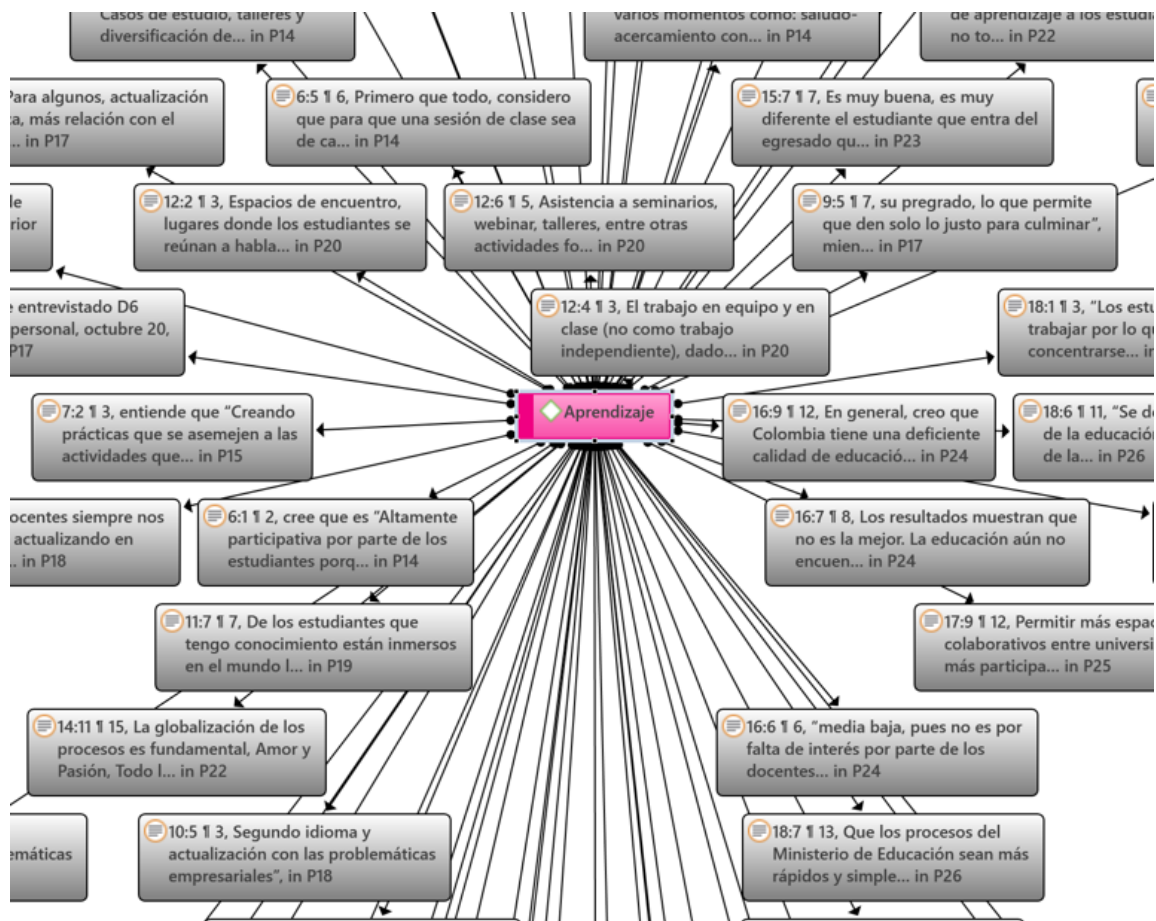 Casos de estudio, talleres y
diversificación de... in P14
varios momentos como: saludo-
acercamiento con... in P14
de aprendizaje a los estudia
no to... in P22
Para algunos, actualización
a, más relación con el
... in P17
6:5 ¶ 6, Primero que todo, considero
que para que una sesión de clase sea
de ca... in P14
15:7 ¶ 7, Es muy buena, es muy
diferente el estudiante que entra del
egresado qu... in P23
de
rior
12:2 ¶ 3, Espacios de encuentro,
lugares donde los estudiantes se
reúnan a habla... in P20
12:6 ¶ 5, Asistencia a seminarios,
webinar, talleres, entre otras
actividades fo... in P20
9:5 ¶ 7, su pregrado, lo que permite
que den solo lo justo para culminar”,
mien... in P17
e entrevistado D6
personal, octubre 20,
P17
12:4 ¶ 3, El trabajo en equipo y en
clase (no como trabajo
independiente), dado... in P20
18:1 ¶ 3, “Los estu
trabajar por lo qu
concentrarse... in
7:2 ¶ 3, entiende que “Creando
prácticas que se asemejen a las
actividades que... in P15
Aprendizaje
16:9 ¶ 12, En general, creo que
Colombia tiene una deficiente
calidad de educació... in P24
18:6 ¶ 11, “Se de
de la educación
de la... in P26
ocentes siempre nos
actualizando en
... in P18
6:1 ¶ 2, cree que es “Altamente
participativa por parte de los
estudiantes porq... in P14
16:7 ¶ 8, Los resultados muestran que
no es la mejor. La educación aún no
encuen... in P24
11:7 ¶ 7, De los estudiantes que
tengo conocimiento están inmersos
en el mundo l... in P19
17:9 ¶ 12, Permitir más espac
colaborativos entre universi
más participa... in P25
14:11 ¶ 15, La globalización de los
procesos es fundamental, Amor y
Pasión, Todo l... in P22
16:6 ¶ 6, “media baja, pues no es por
falta de interés por parte de los
docentes... in P24
emáticas
10:5 ¶ 3, Segundo idioma y
actualización con las problemáticas
empresariales”, in P18
18:7 ¶ 13, Que los procesos del
Ministerio de Educación sean más
rápidos y simple... in P26